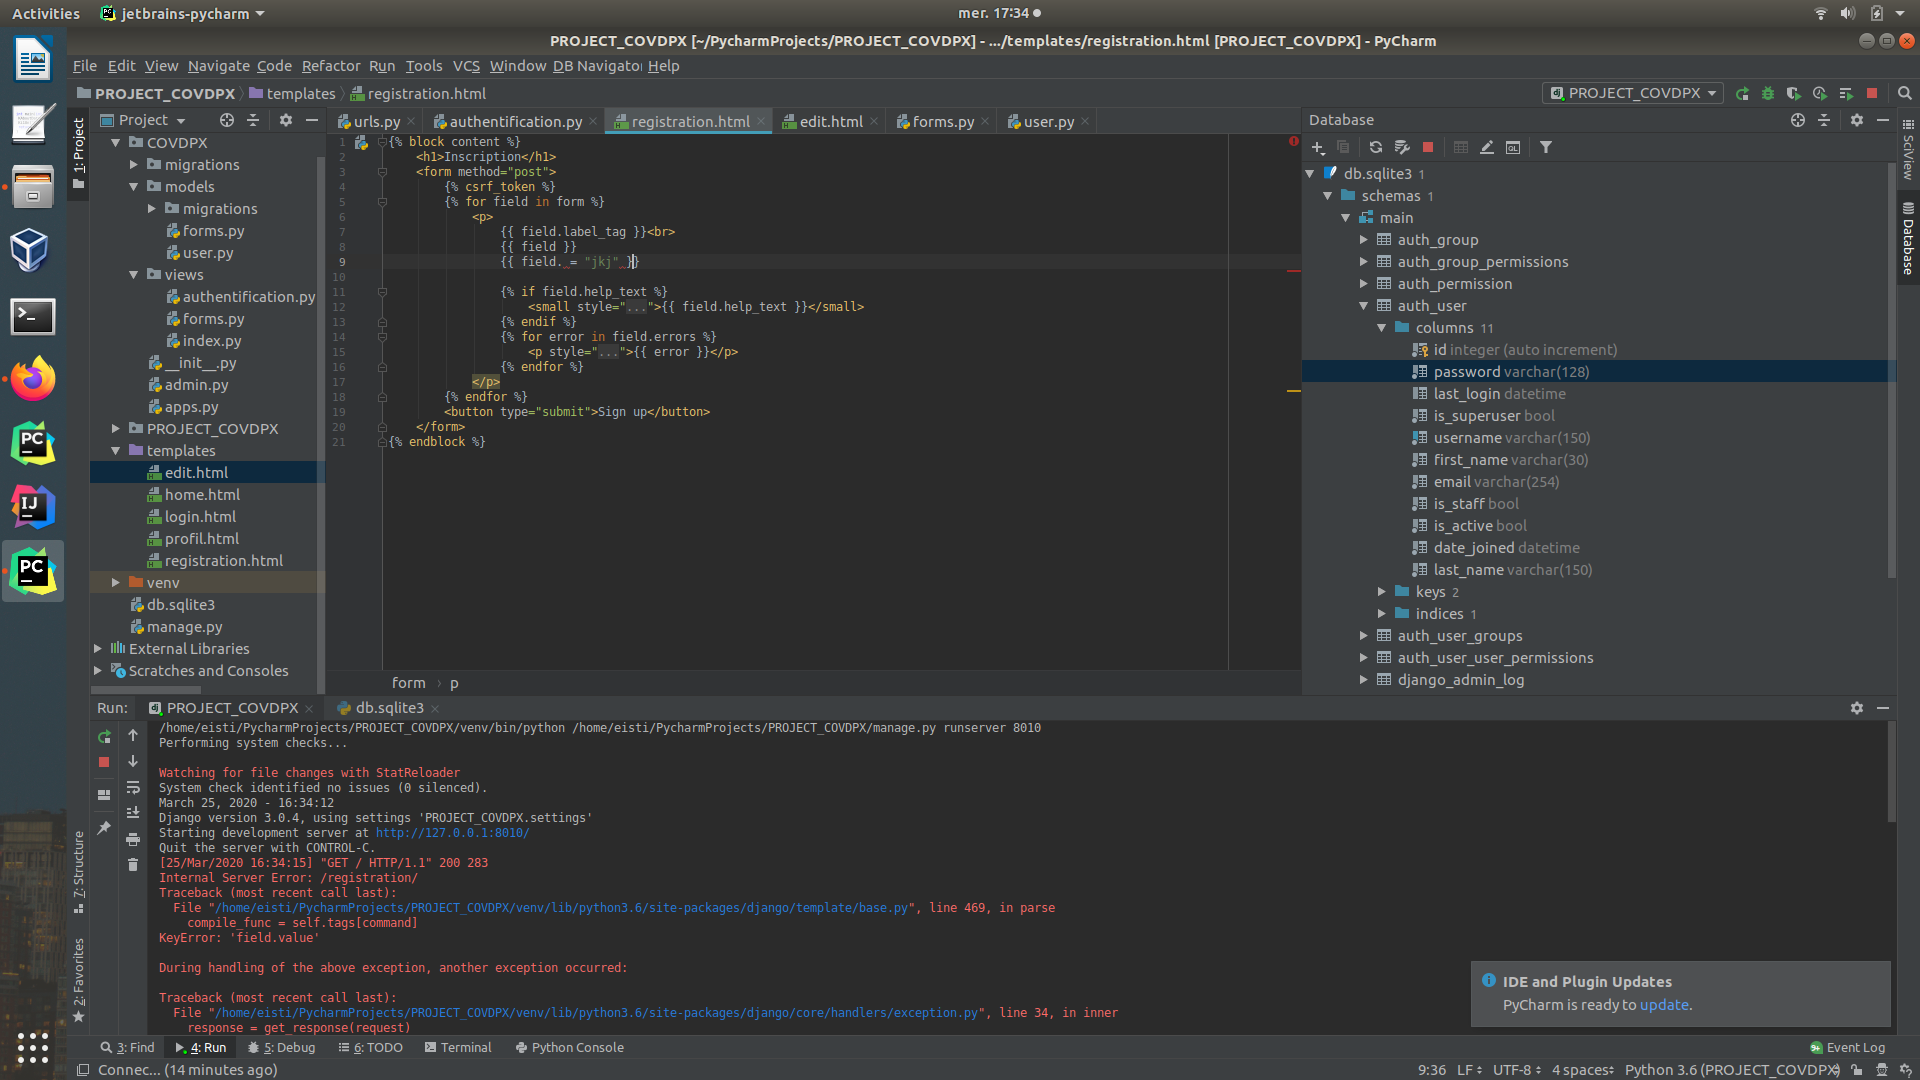 Activities jetbrains-pycharm mer. 17:34
PROJECT_COVDPX [~/PycharmProjects/PROJECT_COVDPX] - .../templates/registration.html [PROJECT_COVDPX] - PyCharm
File Edit View Navigate Code Refactor Run Tools VCS Window DB Navigator Help
PROJECT_COVDPX templates registration.html PROJECT_COVDPX
1: Project
7: Structure
2: Favorites
Project
COVDPX
migrations
models
migrations
forms.py
user.py
views
authentification.py
forms.py
index.py
__init__.py
admin.py
apps.py
PROJECT_COVDPX
templates
edit.html
home.html
login.html
profil.html
registration.html
venv
db.sqlite3
manage.py
External Libraries
Scratches and Consoles
urls.py authentification.py registration.html edit.html forms.py user.py
1 {% block content %}
2 <h1>Inscription</h1>
3 <form method="post">
4 {% csrf_token %}
5 {% for field in form %}
6 <p>
7 {{ field.label_tag }}<br>
8 {{ field }}
9 {{ field. = "jkj" }}
10
11 {% if field.help_text %}
12 <small style="...">{{ field.help_text }}</small>
13 {% endif %}
14 {% for error in field.errors %}
15 <p style="...">{{ error }}</p>
16 {% endfor %}
17 </p>
18 {% endfor %}
19 <button type="submit">Sign up</button>
20 </form>
21 {% endblock %}
form › p
Database
db.sqlite3 1
schemas 1
main
auth_group
auth_group_permissions
auth_permission
auth_user
columns 11
id integer (auto increment)
password varchar(128)
last_login datetime
is_superuser bool
username varchar(150)
first_name varchar(30)
email varchar(254)
is_staff bool
is_active bool
date_joined datetime
last_name varchar(150)
keys 2
indices 1
auth_user_groups
auth_user_user_permissions
django_admin_log
SciView
Database
Run: PROJECT_COVDPX db.sqlite3
/home/eisti/PycharmProjects/PROJECT_COVDPX/venv/bin/python /home/eisti/PycharmProjects/PROJECT_COVDPX/manage.py runserver 8010
Performing system checks...
Watching for file changes with StatReloader
System check identified no issues (0 silenced).
March 25, 2020 - 16:34:12
Django version 3.0.4, using settings 'PROJECT_COVDPX.settings'
Starting development server at http://127.0.0.1:8010/
Quit the server with CONTROL-C.
[25/Mar/2020 16:34:15] "GET / HTTP/1.1" 200 283
Internal Server Error: /registration/
Traceback (most recent call last):
File "/home/eisti/PycharmProjects/PROJECT_COVDPX/venv/lib/python3.6/site-packages/django/template/base.py", line 469, in parse
compile_func = self.tags[command]
KeyError: 'field.value'
During handling of the above exception, another exception occurred:
Traceback (most recent call last):
File "/home/eisti/PycharmProjects/PROJECT_COVDPX/venv/lib/python3.6/site-packages/django/core/handlers/exception.py", line 34, in inner
response = get_response(request)
IDE and Plugin Updates
PyCharm is ready to update.
3: Find 4: Run 5: Debug 6: TODO Terminal Python Console Event Log
Connec... (14 minutes ago) 9:36 LF UTF-8 4 spaces Python 3.6 (PROJECT_COVDPX)